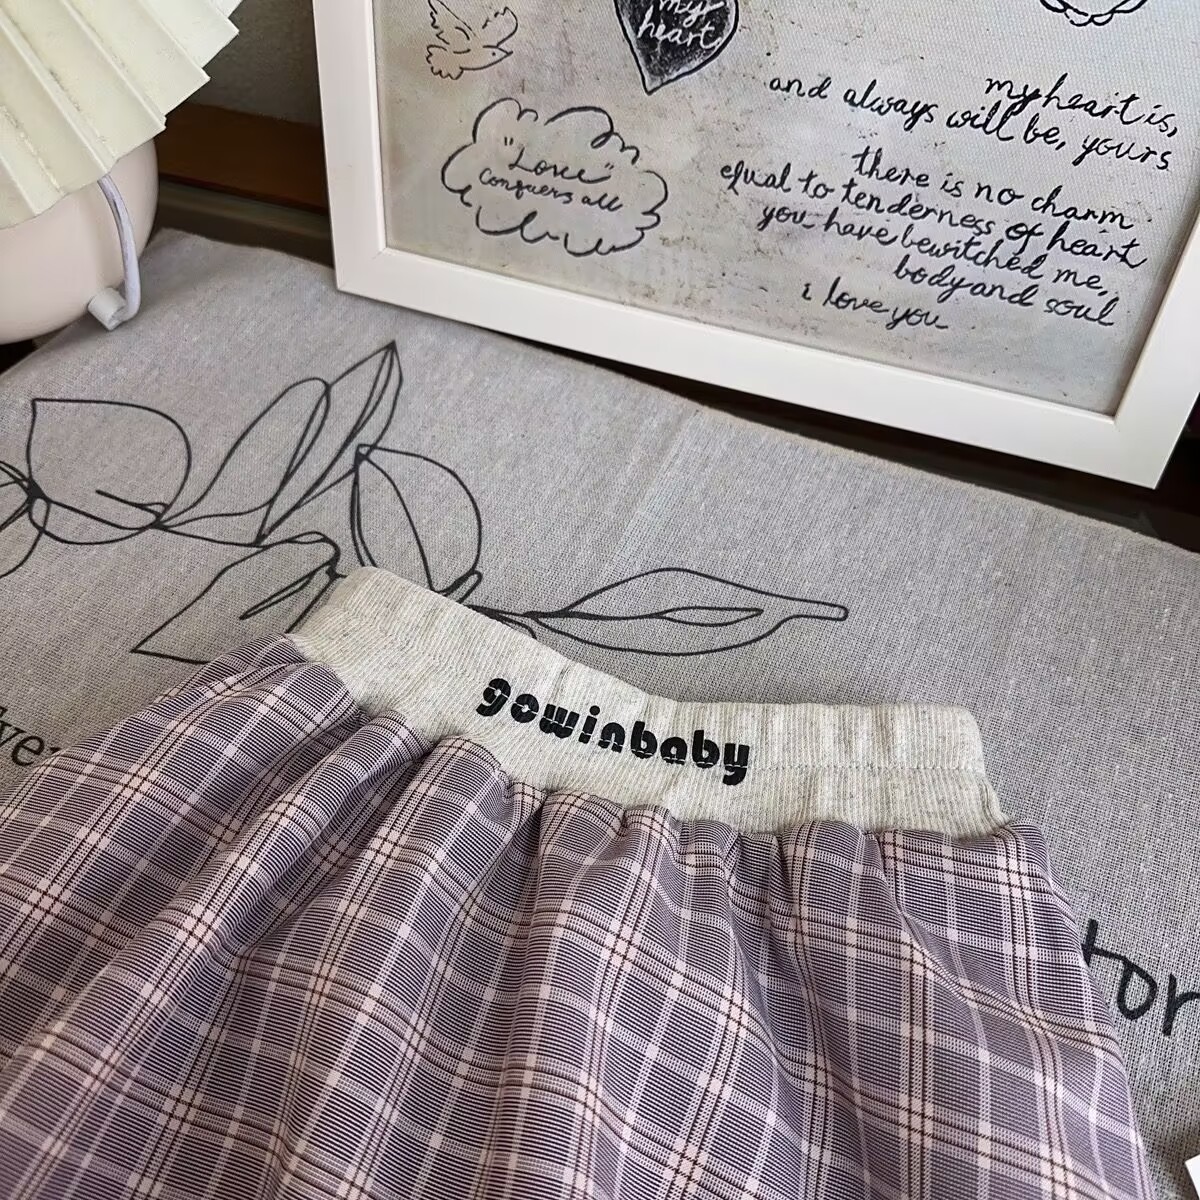 my
heart
my heart is,
and always will be, yours
"Love"
conquers all
there is no charm
equal to tenderness of heart
you have bewitched me,
body and soul
i love you
gowinbaby